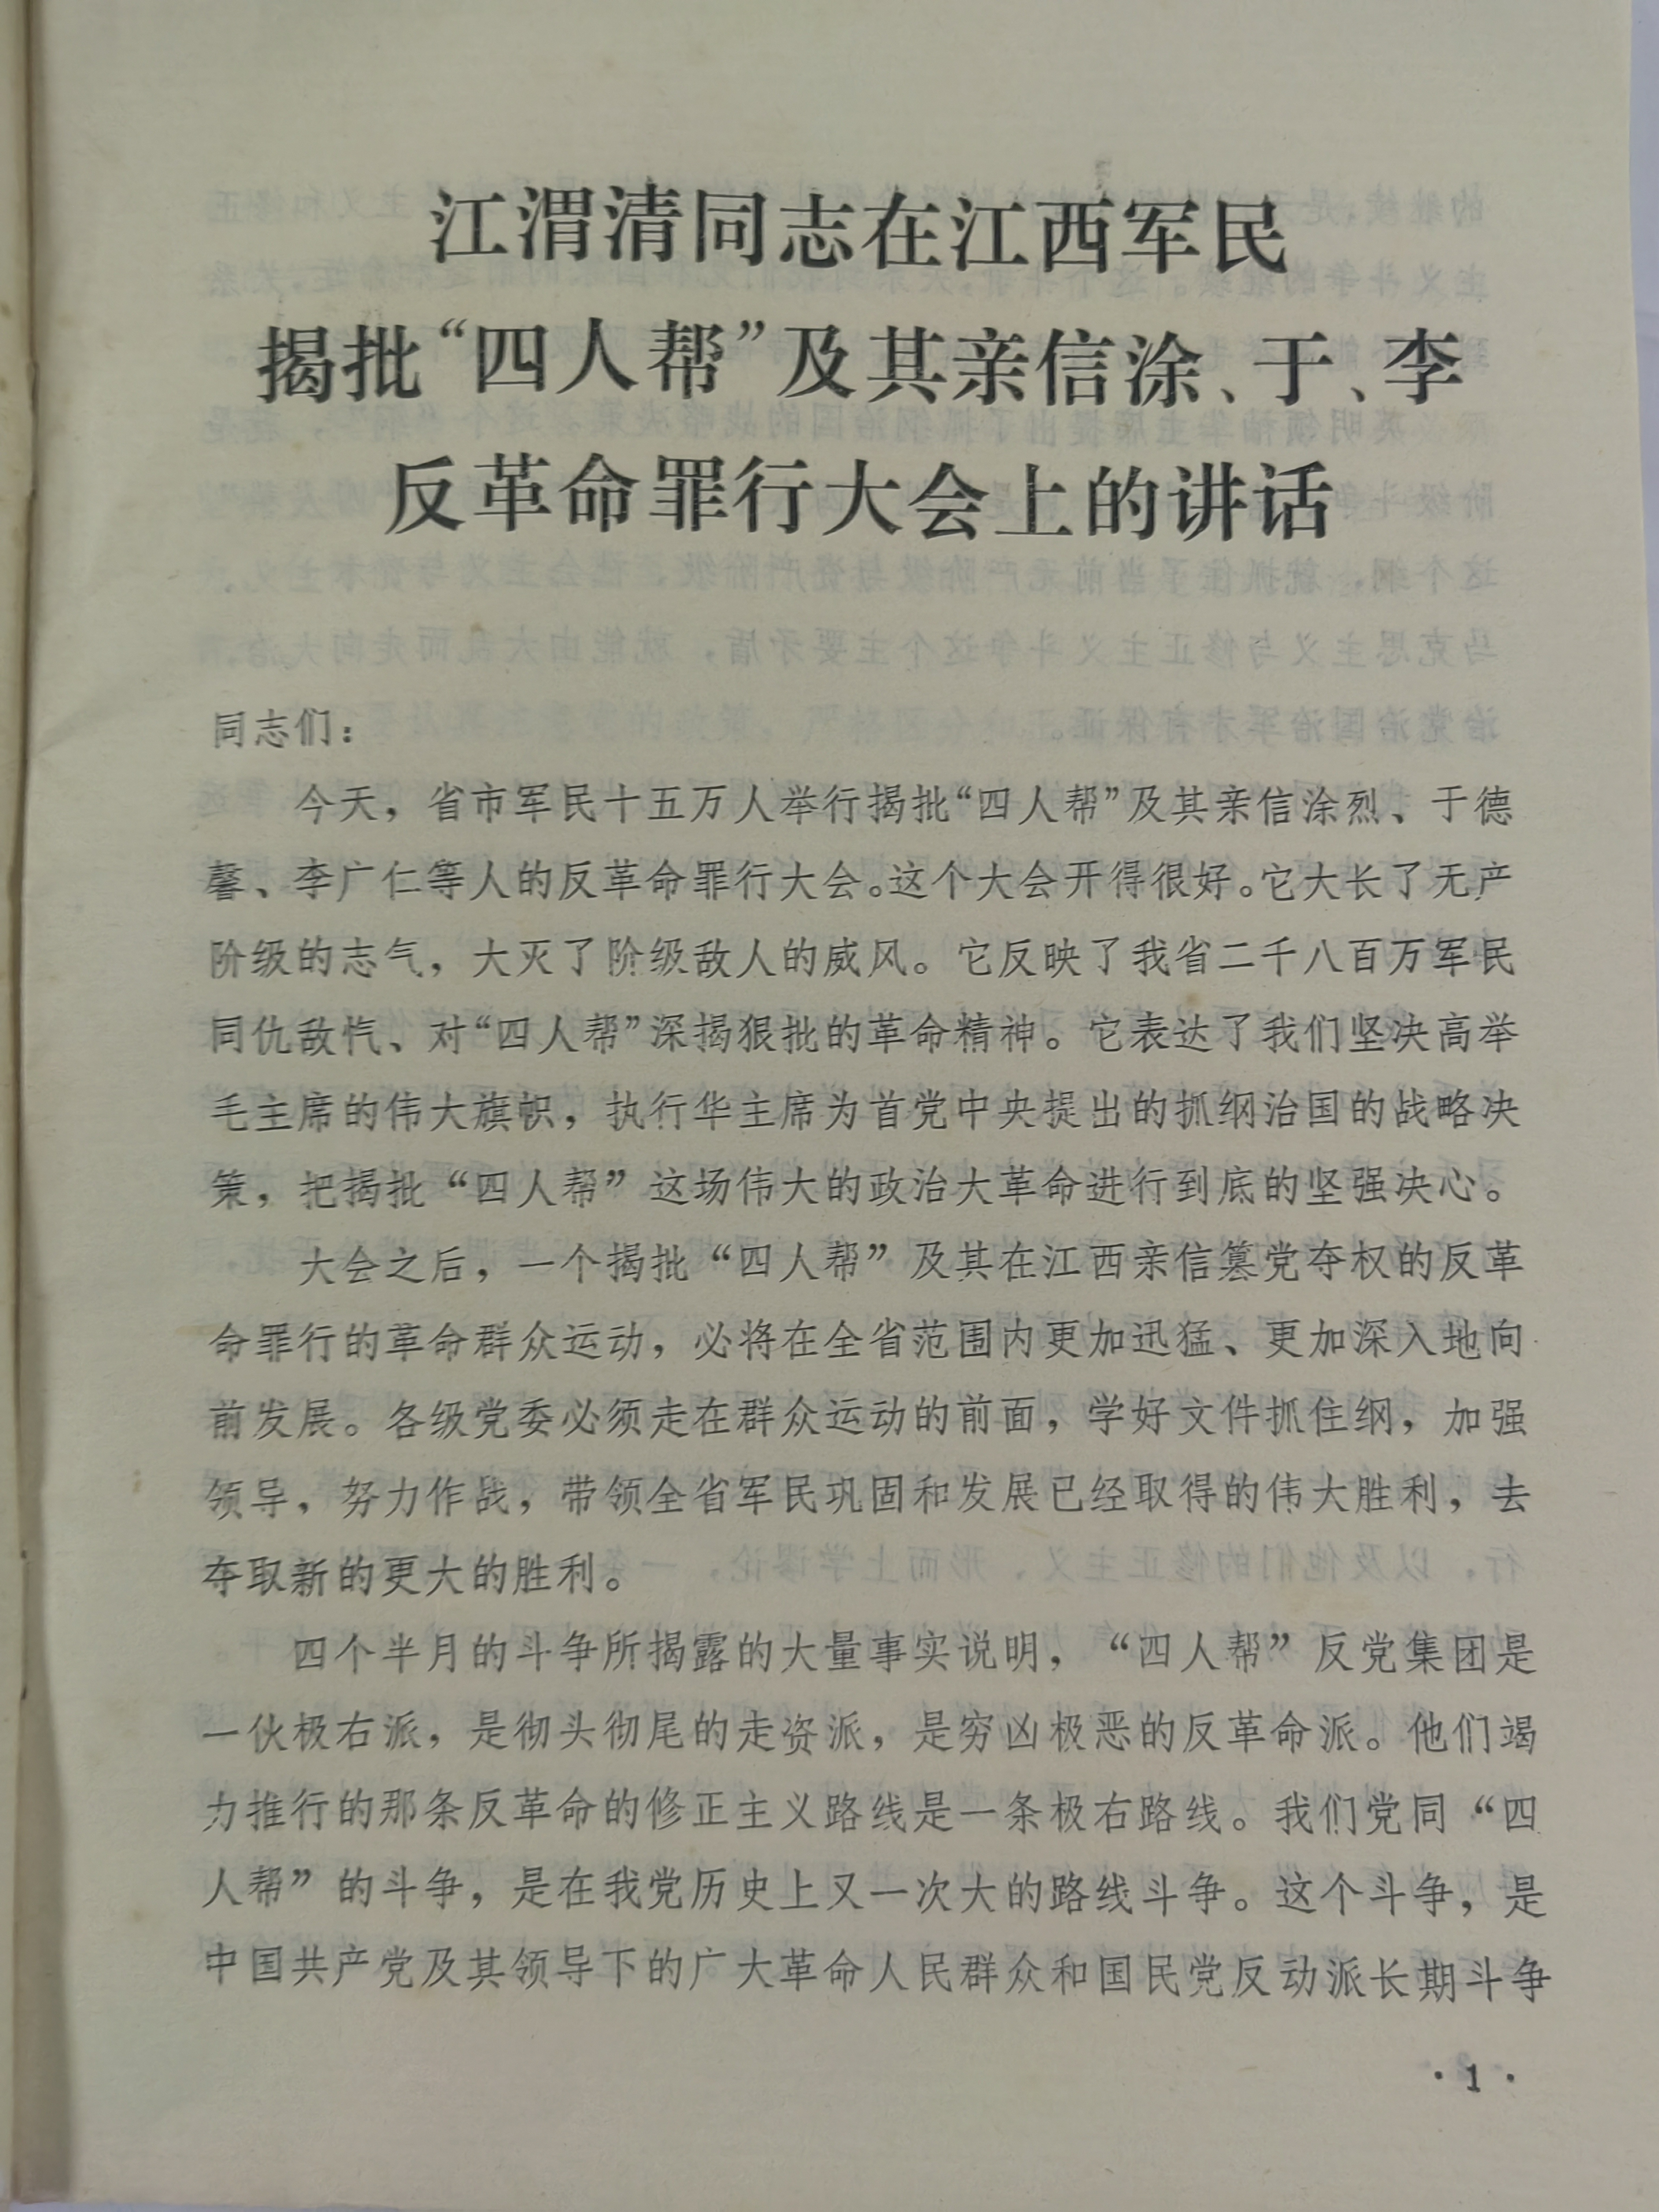 江渭清同志在江西军民
揭批“四人帮”及其亲信涂、于、李
反革命罪行大会上的讲话
同志们：
今天，省市军民十五万人举行揭批“四人帮”及其亲信涂烈、于德
馨、李广仁等人的反革命罪行大会。这个大会开得很好。它大长了无产
阶级的志气，大灭了阶级敌人的威风。它反映了我省二千八百万军民
同仇敌忾、对“四人帮”深揭狠批的革命精神。它表达了我们坚决高举
毛主席的伟大旗帜，执行华主席为首党中央提出的抓纲治国的战略决
策，把揭批“四人帮”这场伟大的政治大革命进行到底的坚强决心。
大会之后，一个揭批“四人帮”及其在江西亲信篡党夺权的反革
命罪行的革命群众运动，必将在全省范围内更加迅猛、更加深入地向
前发展。各级党委必须走在群众运动的前面，学好文件抓住纲，加强
领导，努力作战，带领全省军民巩固和发展已经取得的伟大胜利，去
夺取新的更大的胜利。
四个半月的斗争所揭露的大量事实说明，“四人帮”反党集团是
一伙极右派，是彻头彻尾的走资派，是穷凶极恶的反革命派。他们竭
力推行的那条反革命的修正主义路线是一条极右路线。我们党同“四
人帮”的斗争，是在我党历史上又一次大的路线斗争。这个斗争，是
中国共产党及其领导下的广大革命人民群众和国民党反动派长期斗争
·1·